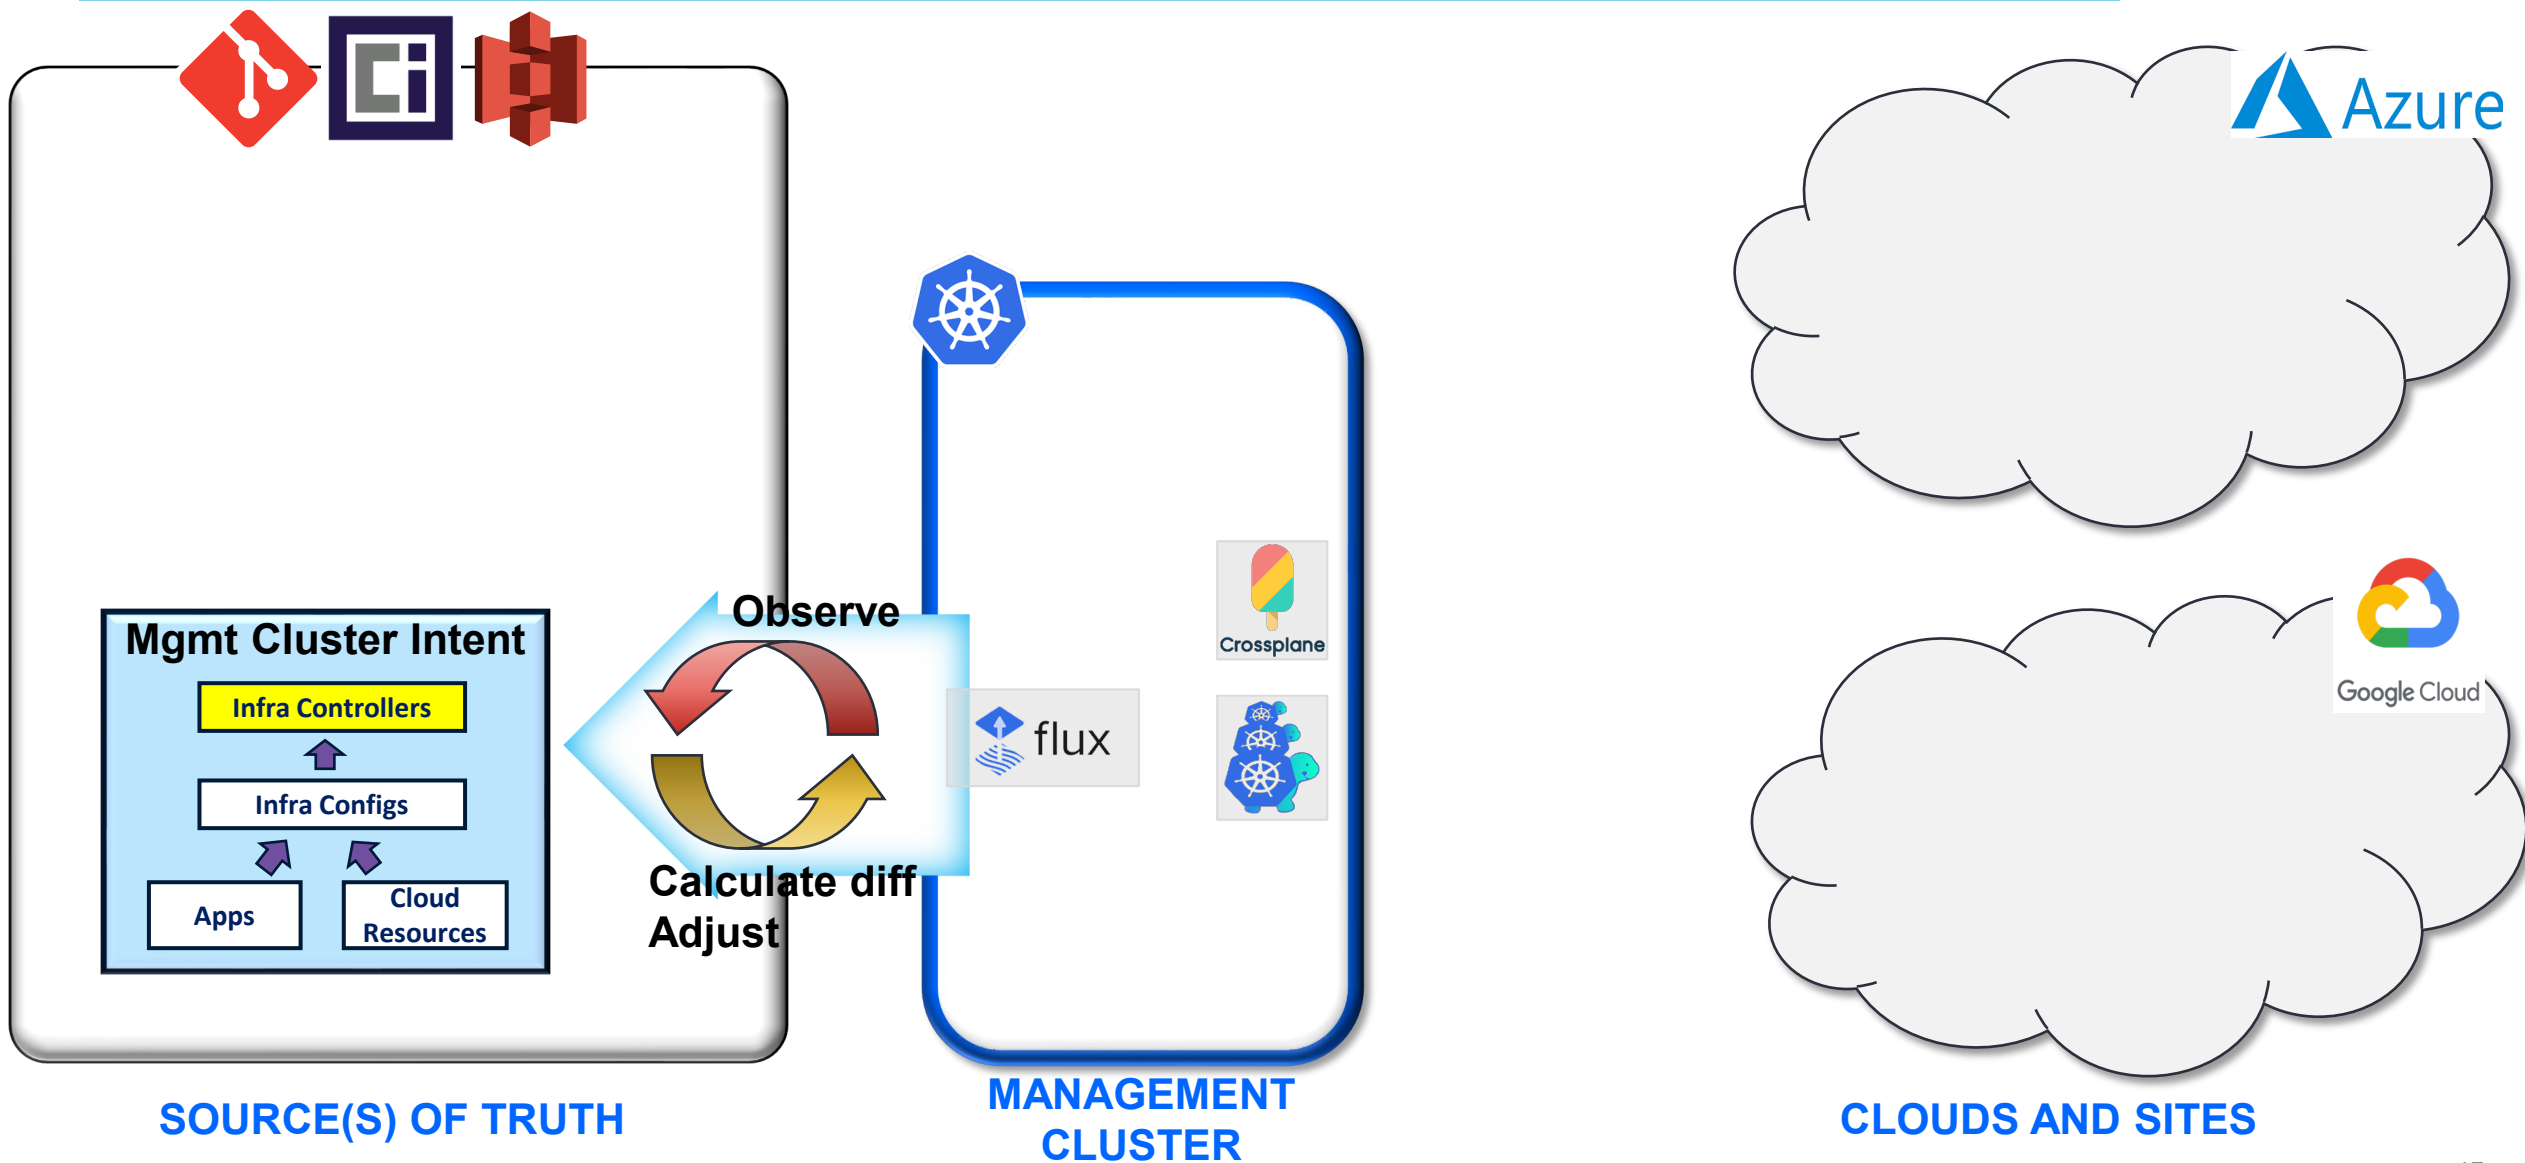 Ci
Azure
Observe
Mgmt Cluster Intent
Infra Controllers
Infra Configs
Apps
Cloud
Resources
Calculate diff
Adjust
flux
Crossplane
Google Cloud
SOURCE(S) OF TRUTH
MANAGEMENT
CLUSTER
CLOUDS AND SITES